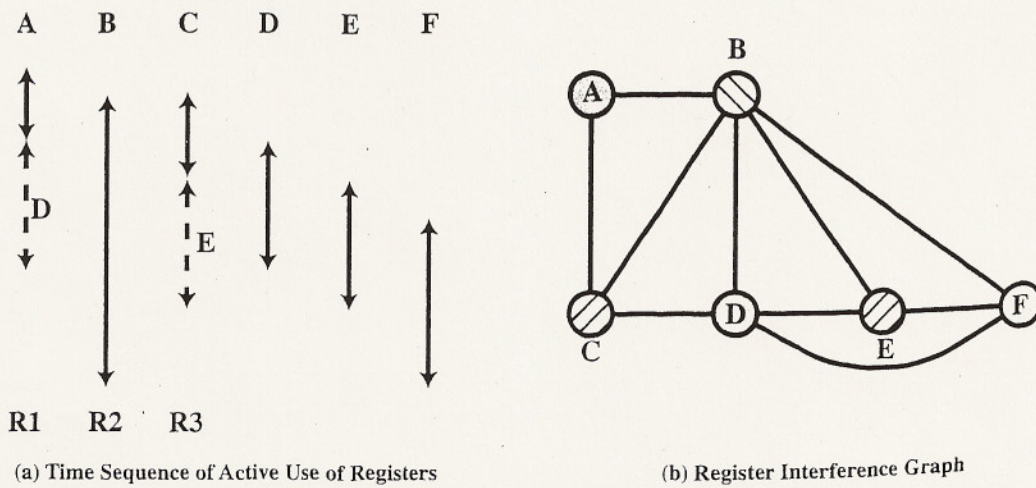 A B C D E F
D
E
R1 R2 R3
(a) Time Sequence of Active Use of Registers
B
A
D
F
C
E
(b) Register Interference Graph